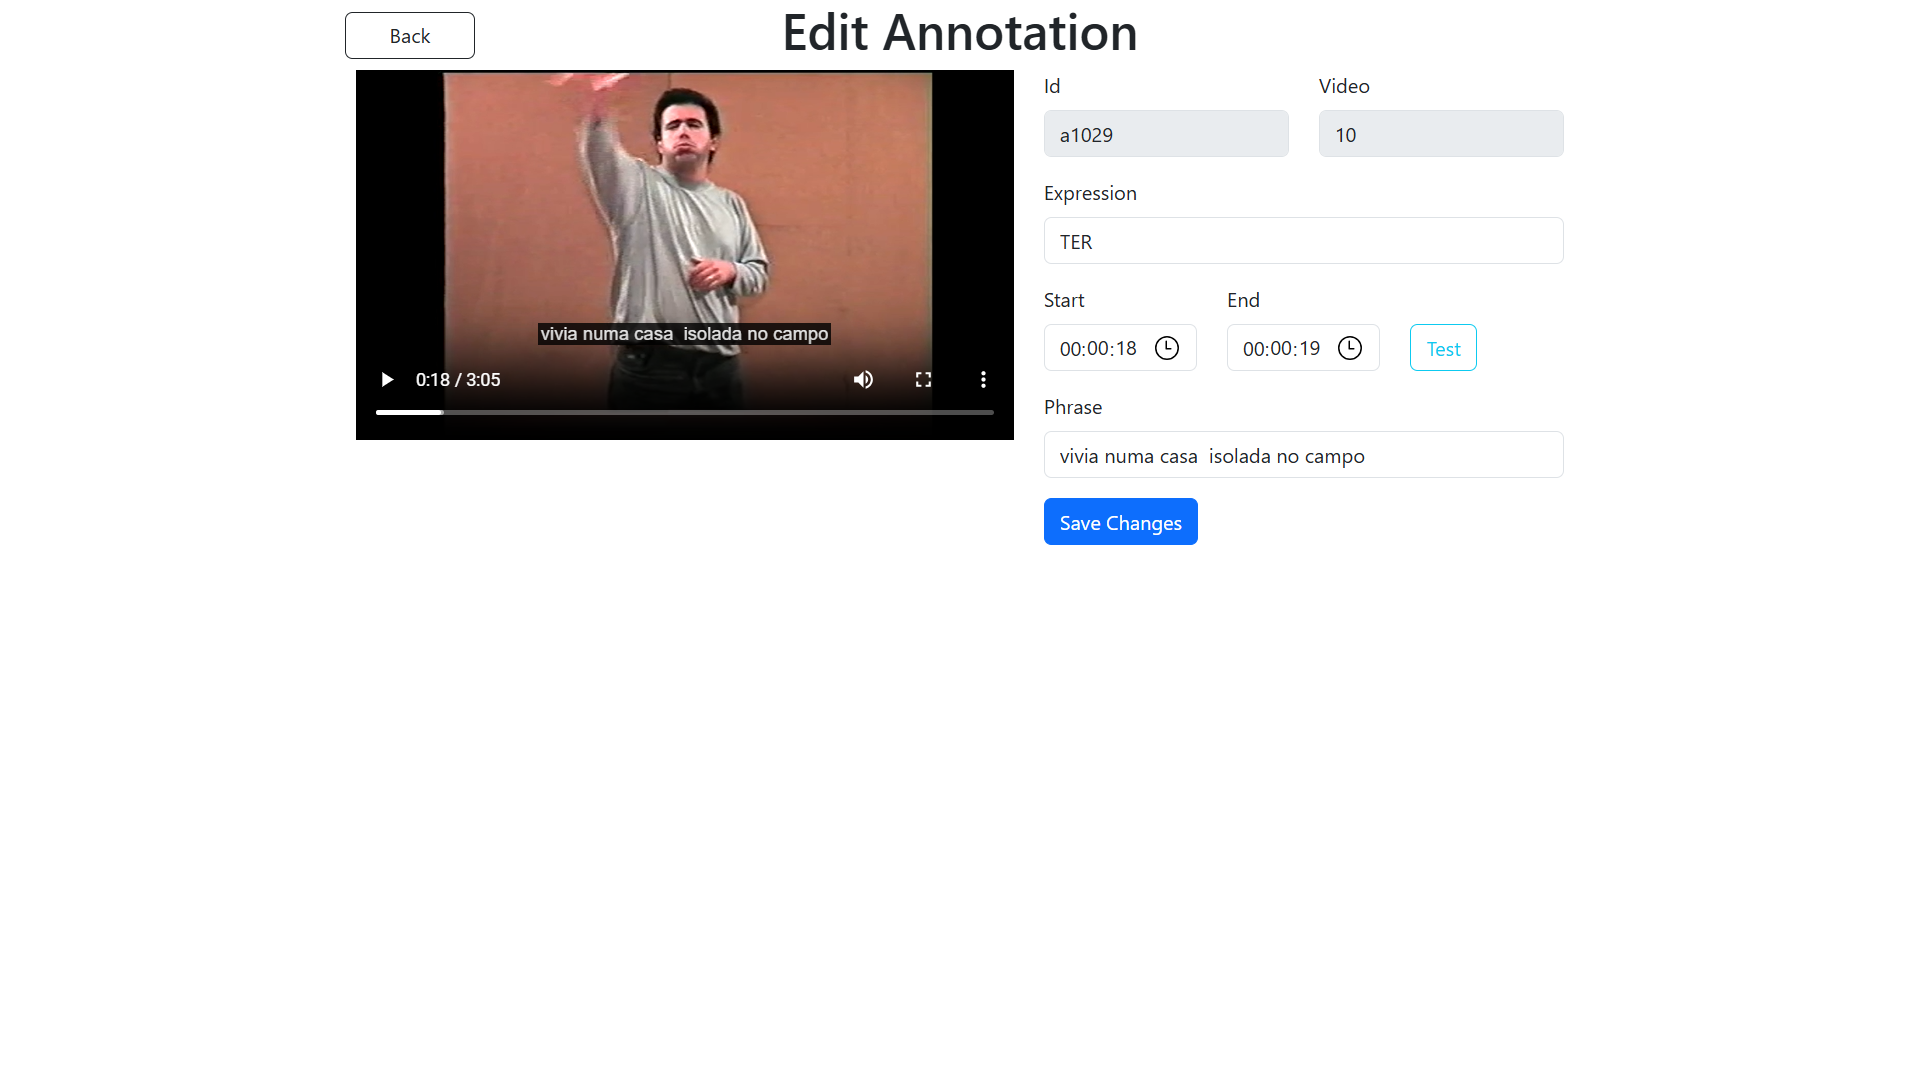 Back
Edit Annotation
vivia numa casa  isolada no campo
0:18 / 3:05
Id
Video
a1029
10
Expression
TER
Start
End
00:00:18
00:00:19
Test
Phrase
vivia numa casa  isolada no campo
Save Changes